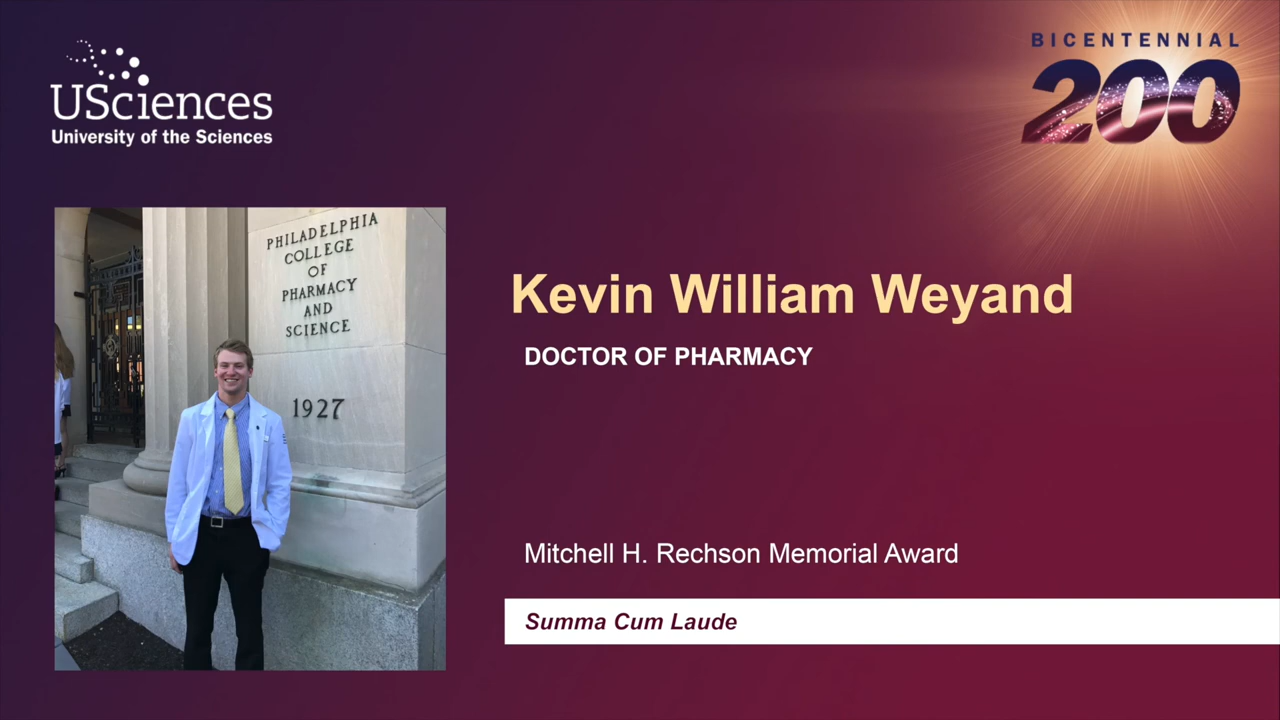 USciences
University of the Sciences
BICENTENNIAL
200
PHILADELPHIA
COLLEGE
OF
PHARMACY
AND
SCIENCE
1927
Kevin William Weyand
DOCTOR OF PHARMACY
Mitchell H. Rechson Memorial Award
Summa Cum Laude